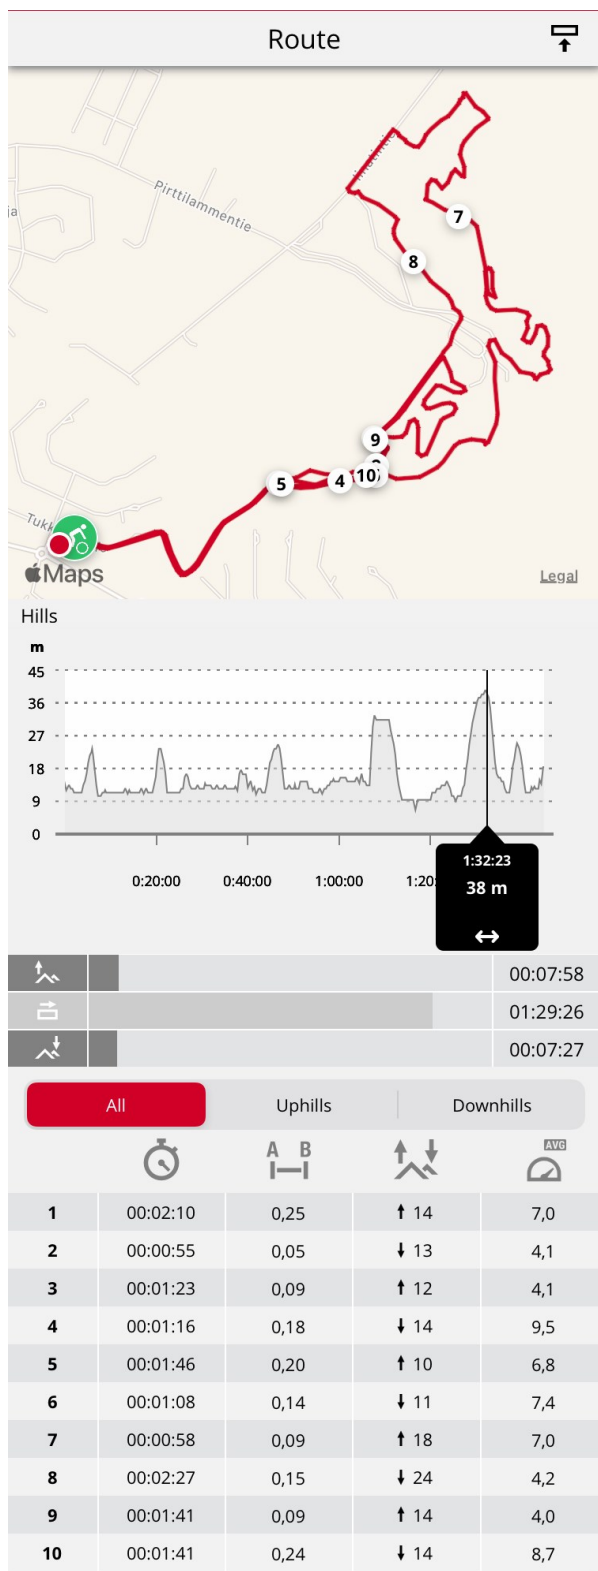 Route
Pirttilammentie
ja
7
8
9
10
4
5
Tukk
Maps
Legal
Hills
m
45
36
27
18
9
0
0:20:00 0:40:00 1:00:00 1:20:
1:32:23
38 m
00:07:58
01:29:26
00:07:27
All Uphills Downhills
A B AVG
1 00:02:10 0,25 14 7,0
2 00:00:55 0,05 13 4,1
3 00:01:23 0,09 12 4,1
4 00:01:16 0,18 14 9,5
5 00:01:46 0,20 10 6,8
6 00:01:08 0,14 11 7,4
7 00:00:58 0,09 18 7,0
8 00:02:27 0,15 24 4,2
9 00:01:41 0,09 14 4,0
10 00:01:41 0,24 14 8,7